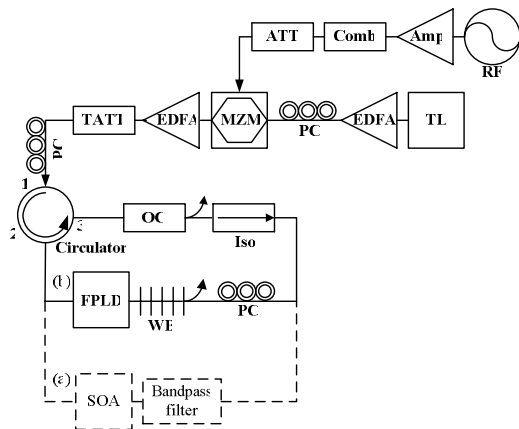 ATT
Comb
Amp
RF
TATT
EDFA
MZM
PC
EDFA
TL
PC
1
2
3
Circulator
OC
Iso
(b)
FPLD
WB
PC
(a)
SOA
Bandpass
filter